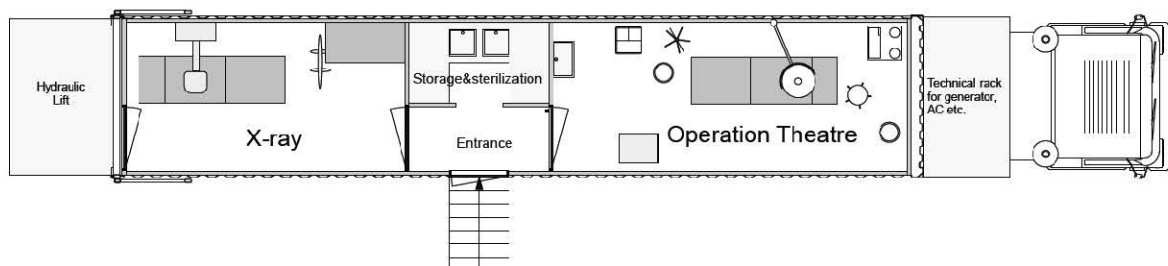 Hydraulic
Lift
X-ray
Storage&sterilization
Entrance
Operation Theatre
Technical rack
for generator,
AC etc.